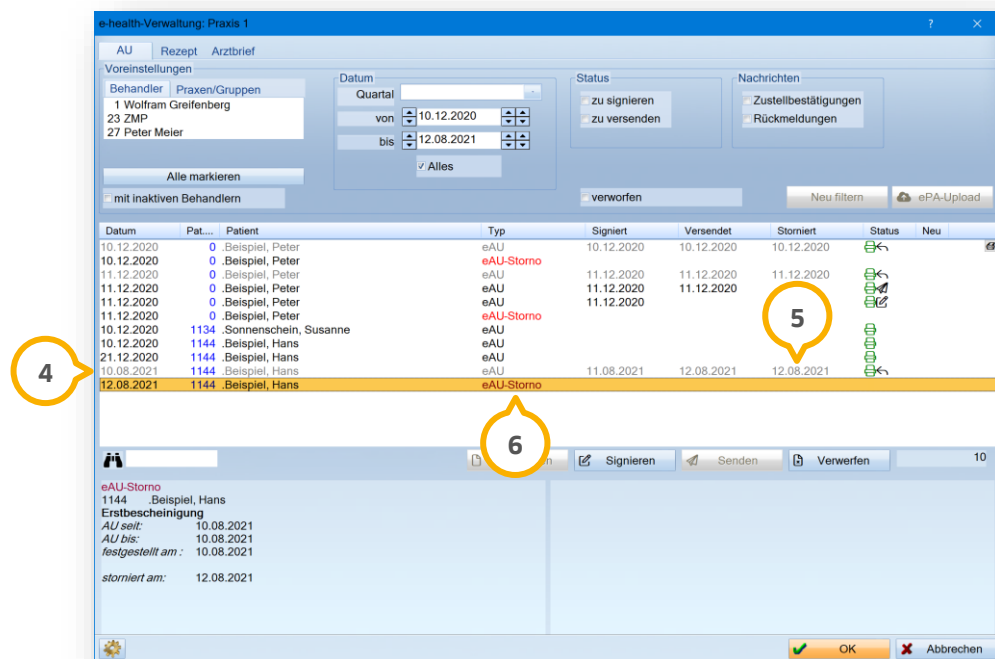 e-health-Verwaltung: Praxis 1 ? ×
AU Rezept Arztbrief
Voreinstellungen
Behandler Praxen/Gruppen
1 Wolfram Greifenberg
23 ZMP
27 Peter Meier
Alle markieren
mit inaktiven Behandlern
Datum
Quartal
von 10.12.2020
bis 12.08.2021
Alles
Status
zu signieren
zu versenden
verworfen
Nachrichten
Zustellbestätigungen
Rückmeldungen
Neu filtern ePA-Upload
Datum Pat.... Patient Typ Signiert Versendet Storniert Status Neu
10.12.2020 0 .Beispiel, Peter eAU 10.12.2020 10.12.2020 10.12.2020
10.12.2020 0 .Beispiel, Peter eAU-Storno
11.12.2020 0 .Beispiel, Peter eAU 11.12.2020 11.12.2020 11.12.2020
11.12.2020 0 .Beispiel, Peter eAU 11.12.2020 11.12.2020
11.12.2020 0 .Beispiel, Peter eAU 11.12.2020
11.12.2020 0 .Beispiel, Peter eAU-Storno
10.12.2020 1134 .Sonnenschein, Susanne eAU
10.12.2020 1144 .Beispiel, Hans eAU
21.12.2020 1144 .Beispiel, Hans eAU
10.08.2021 1144 .Beispiel, Hans eAU 11.08.2021 12.08.2021 12.08.2021
12.08.2021 1144 .Beispiel, Hans eAU-Storno
4
5
6
Signieren Senden Verwerfen 10
eAU-Storno
1144 .Beispiel, Hans
Erstbescheinigung
AU seit: 10.08.2021
AU bis: 10.08.2021
festgestellt am : 10.08.2021
storniert am: 12.08.2021
OK Abbrechen